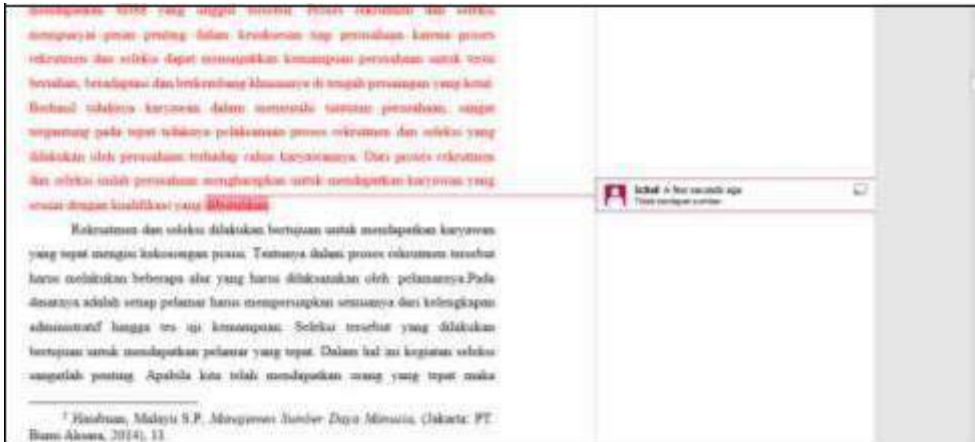 mendapatkan SDM yang unggul tersebut. Proses rekrutmen dan seleksi
mempunyai peran penting dalam kesuksesan tiap perusahaan karena proses
rekrutmen dan seleksi dapat menunjukkan kemampuan perusahaan untuk terus
bertahan, beradaptasi dan berkembang khususnya di tengah persaingan yang ketat.
Berhasil tidaknya karyawan dalam memenuhi tuntutan perusahaan, sangat
tergantung pada tepat tidaknya pelaksanaan proses rekrutmen dan seleksi yang
dilakukan oleh perusahaan terhadap calon karyawannya. Dari proses rekrutmen
dan seleksi inilah perusahaan mengharapkan untuk mendapatkan karyawan yang
sesuai dengan kualifikasi yang dibutuhkan.
Ichal A few seconds ago
Tidak terdapat sumber
Rekrutmen dan seleksi dilakukan bertujuan untuk mendapatkan karyawan
yang tepat mengisi kekosongan posisi. Tentunya dalam proses rekrutmen tersebut
harus melakukan beberapa alur yang harus dilaksanakan oleh pelamarnya.Pada
dasarnya adalah setiap pelamar harus mempersiapkan semuanya dari kelengkapan
administratif hingga tes uji kemampuan. Seleksi tersebut yang dilakukan
bertujuan untuk mendapatkan pelamar yang tepat. Dalam hal ini kegiatan seleksi
sangatlah penting. Apabila kita telah mendapatkan orang yang tepat maka
Hasibuan, Malayu S.P, Manajemen Sumber Daya Manusia, (Jakarta: PT.
Bumi Aksara, 2014), 11